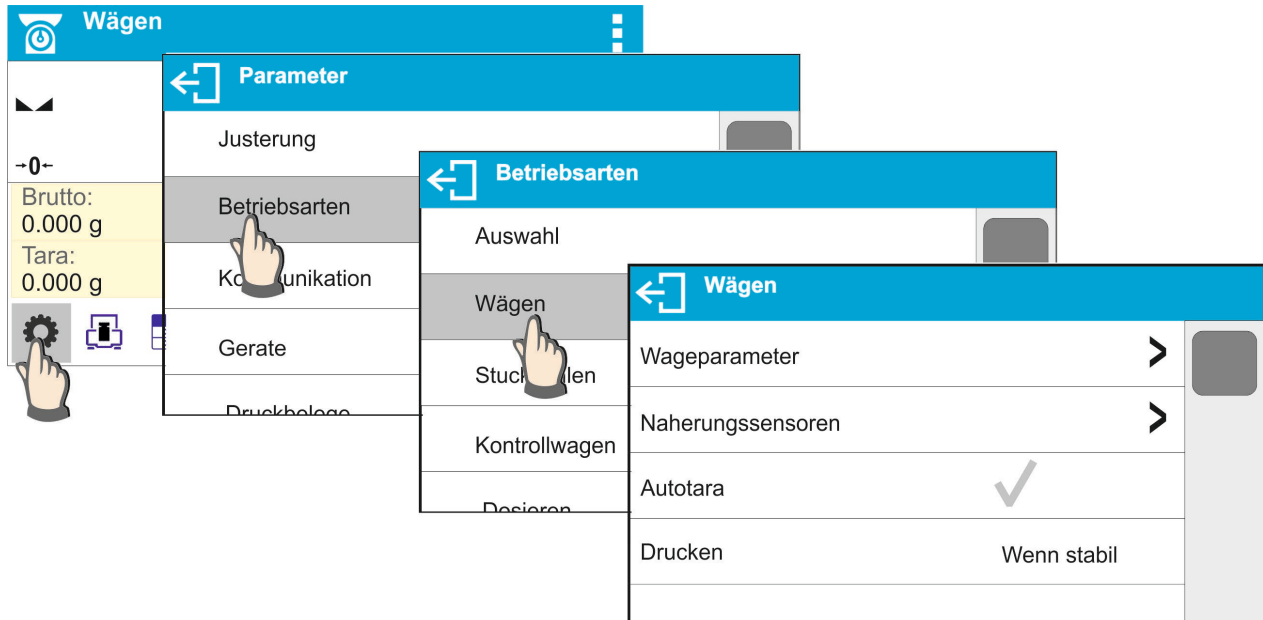 Wägen
→0←
Brutto:
0.000 g
Tara:
0.000 g
Parameter
Justerung
Betriebsarten
Gerate
Betriebsarten
Auswahl
Wägen
Kontrollwagen
Wägen
Wageparameter
Naherungssensoren
Autotara
Drucken
Wenn stabil